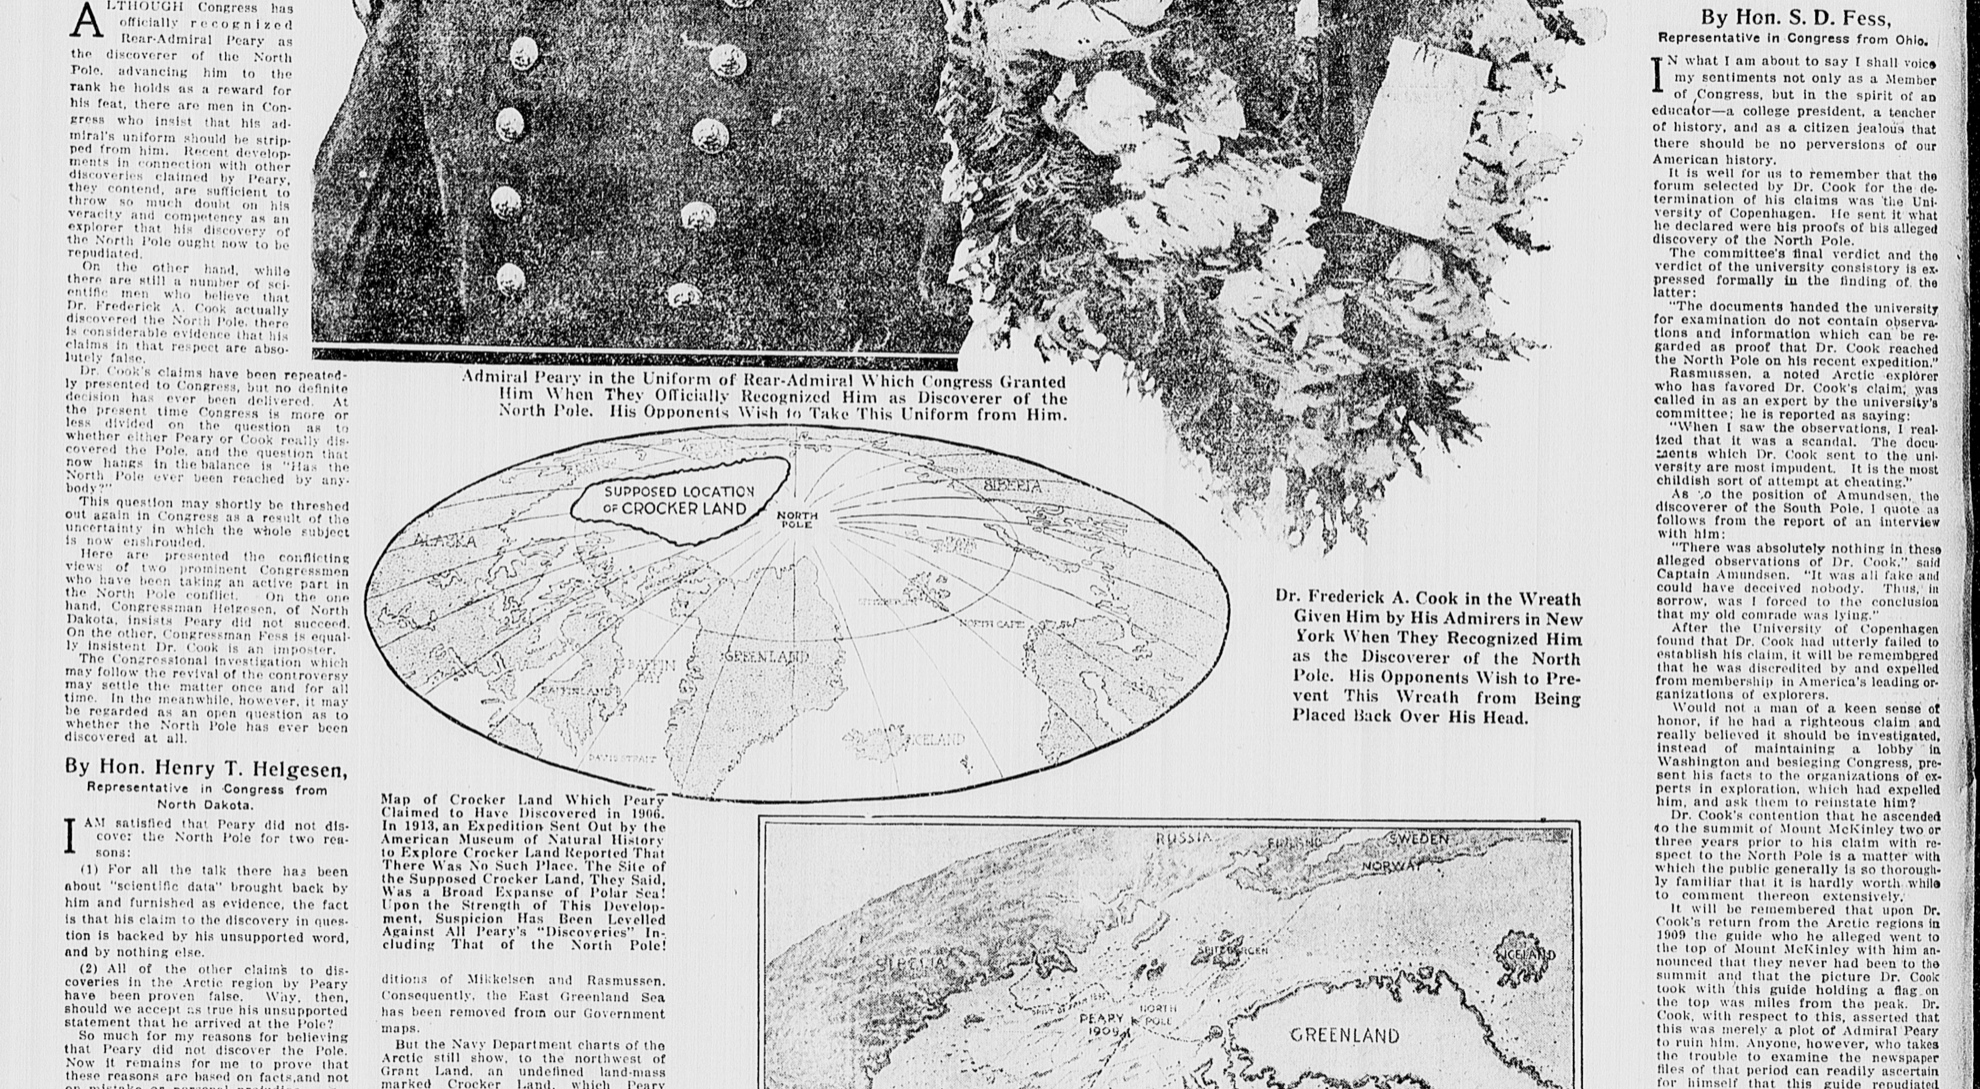 ALTHOUGH Congress has
officially recognized
Rear-Admiral Peary as
the discoverer of the North
Pole, advancing him to the
rank he holds as a reward for
his feat, there are men in Con-
gress who insist that his ad-
miral's uniform should be strip-
ped from him. Recent develop-
ments in connection with other
discoveries claimed by Peary,
they contend, are sufficient to
throw so much doubt on his
veracity and competency as an
explorer that his discovery of
the North Pole ought now to be
repudiated.
On the other hand, while
there are still a number of sci-
entific men who believe that
Dr. Frederick A. Cook actually
discovered the North Pole, there
is considerable evidence that his
claims in that respect are abso-
lutely false.
Dr. Cook's claims have been repeated-
ly presented to Congress, but no definite
decision has ever been delivered. At
the present time Congress is more or
less divided on the question as to
whether either Peary or Cook really dis-
covered the Pole, and the question that
now hangs in the balance is "Has the
North Pole ever been reached by any-
body?"
This question may shortly be threshed
out again in Congress as a result of the
uncertainty in which the whole subject
is now enshrouded.
Here are presented the conflicting
views of two prominent Congressmen
who have been taking an active part in
the North Pole conflict. On the one
hand, Congressman Helgesen, of North
Dakota, insists Peary did not succeed.
On the other, Congressman Fess is equal-
ly insistent Dr. Cook is an imposter.
The Congressional investigation which
may follow the revival of the controversy
may settle the matter once and for all
time. In the meanwhile, however, it may
be regarded as an open question as to
whether the North Pole has ever been
discovered at all.
By Hon. Henry T. Helgesen,
Representative in Congress from
North Dakota.
I AM satisfied that Peary did not dis-
cover the North Pole for two rea-
sons:
(1) For all the talk there has been
about "scientific data" brought back by
him and furnished as evidence, the fact
is that his claim to the discovery in ques-
tion is backed by his unsupported word,
and by nothing else.
(2) All of the other claims to dis-
coveries in the Arctic region by Peary
have been proven false. Why, then,
should we accept as true his unsupported
statement that he arrived at the Pole?
So much for my reasons for believing
that Peary did not discover the Pole.
Now it remains for me to prove that
these reasons are based on facts, and not
Admiral Peary in the Uniform of Rear-Admiral Which Congress Granted
Him When They Officially Recognized Him as Discoverer of the
North Pole. His Opponents Wish to Take This Uniform from Him.
SUPPOSED LOCATION
OF CROCKER LAND
NORTH
POLE
SIBERIA
ALASKA
NORTH CAPE
BAFFIN
BAY
GREENLAND
BAFFINLAND
ICELAND
DAVIS STRAIT
Map of Crocker Land Which Peary
Claimed to Have Discovered in 1906.
In 1913, an Expedition Sent Out by the
American Museum of Natural History
to Explore Crocker Land Reported That
There Was No Such Place. The Site of
the Supposed Crocker Land, They Said,
Was a Broad Expanse of Polar Sea!
Upon the Strength of This Develop-
ment, Suspicion Has Been Levelled
Against All Peary's "Discoveries" In-
cluding That of the North Pole!
ditions of Mikkelsen and Rasmussen.
Consequently, the East Greenland Sea
has been removed from our Government
maps.
But the Navy Department charts of the
Arctic still show, to the northwest of
Grant Land, an undefined land-mass
marked Crocker Land, which Peary
Dr. Frederick A. Cook in the Wreath
Given Him by His Admirers in New
York When They Recognized Him
as the Discoverer of the North
Pole. His Opponents Wish to Pre-
vent This Wreath from Being
Placed Back Over His Head.
RUSSIA
FINLAND
SWEDEN
NORWAY
SIBERIA
SPITZBERGEN
ICELAND
PEARY
1909
NORTH
POLE
GREENLAND
By Hon. S. D. Fess,
Representative in Congress from Ohio.
IN what I am about to say I shall voice
my sentiments not only as a Member
of Congress, but in the spirit of an
educator—a college president, a teacher
of history, and as a citizen jealous that
there should be no perversions of our
American history.
It is well for us to remember that the
forum selected by Dr. Cook for the de-
termination of his claims was the Uni-
versity of Copenhagen. He sent it what
he declared were his proofs of his alleged
discovery of the North Pole.
The committee's final verdict and the
verdict of the university consistory is ex-
pressed formally in the finding of the
latter:
"The documents handed the university
for examination do not contain observa-
tions and information which can be re-
garded as proof that Dr. Cook reached
the North Pole on his recent expedition."
Rasmussen, a noted Arctic explorer
who has favored Dr. Cook's claim, was
called in as an expert by the university's
committee; he is reported as saying:
"When I saw the observations, I real-
ized that it was a scandal. The docu-
ments which Dr. Cook sent to the uni-
versity are most impudent. It is the most
childish sort of attempt at cheating."
As to the position of Amundsen, the
discoverer of the South Pole, I quote as
follows from the report of an interview
with him:
"There was absolutely nothing in these
alleged observations of Dr. Cook," said
Captain Amundsen. "It was all fake and
could have deceived nobody. Thus, in
sorrow, was I forced to the conclusion
that my old comrade was lying."
After the University of Copenhagen
found that Dr. Cook had utterly failed to
establish his claim, it will be remembered
that he was discredited by and expelled
from membership in America's leading or-
ganizations of explorers.
Would not a man of a keen sense of
honor, if he had a righteous claim and
really believed it should be investigated,
instead of maintaining a lobby in
Washington and besieging Congress, pre-
sent his facts to the organizations of ex-
perts in exploration, which had expelled
him, and ask them to reinstate him?
Dr. Cook's contention that he ascended
to the summit of Mount McKinley two or
three years prior to his claim with re-
spect to the North Pole is a matter with
which the public generally is so thorough-
ly familiar that it is hardly worth while
to comment thereon extensively.
It will be remembered that upon Dr.
Cook's return from the Arctic regions in
1909 the guide who he alleged went to
the top of Mount McKinley with him an-
nounced that they never had been to the
summit and that the picture Dr. Cook
took with this guide holding a flag on
the top was miles from the peak. Dr.
Cook, with respect to this, asserted that
this was merely a plot of Admiral Peary
to ruin him. Anyone, however, who takes
the trouble to examine the newspaper
files of that period can readily ascertain
for himself that the guide repudiated